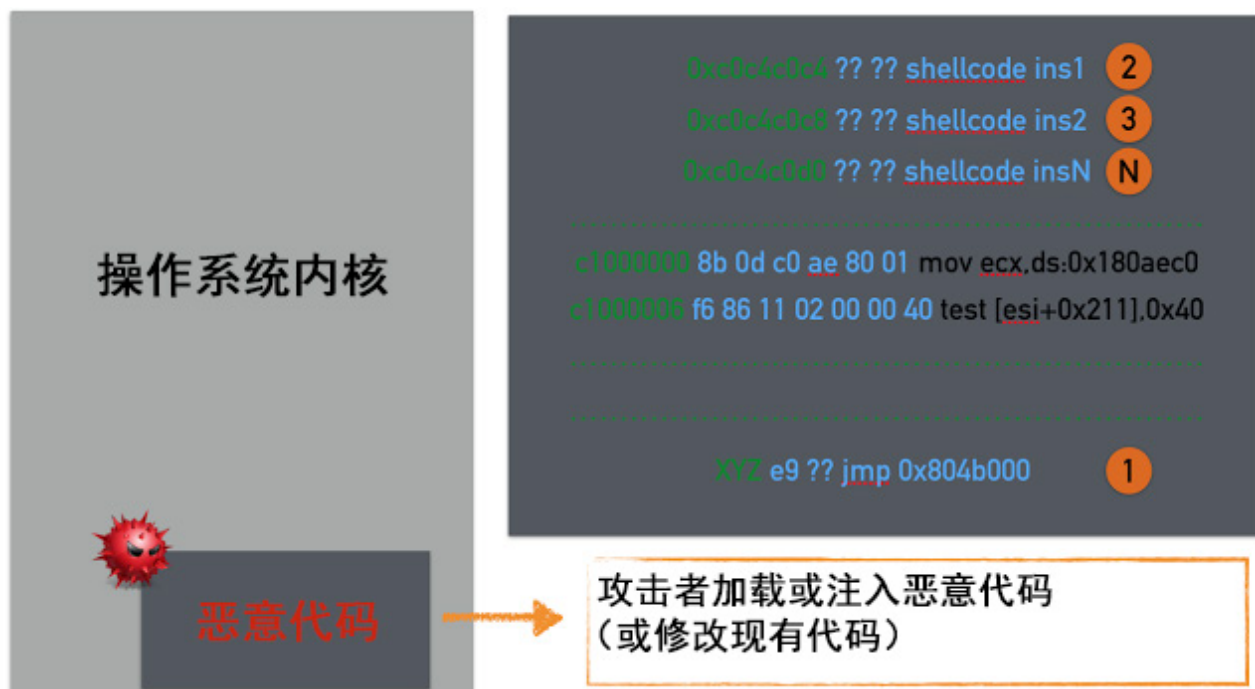 操作系统内核
恶意代码
0xc0c4c0c4 ?? ?? shellcode ins1 2
0xc0c4c0c8 ?? ?? shellcode ins2 3
0xc0c4c0d0 ?? ?? shellcode insN N
c1008000 8b 0d c0 ae 80 01 mov ecx,ds:0x180aec0
c1000006 f6 86 11 02 00 00 40 test [esi+0x211],0x40
XYZ e9 ?? jmp 0x804b000 1
攻击者加载或注入恶意代码
（或修改现有代码）